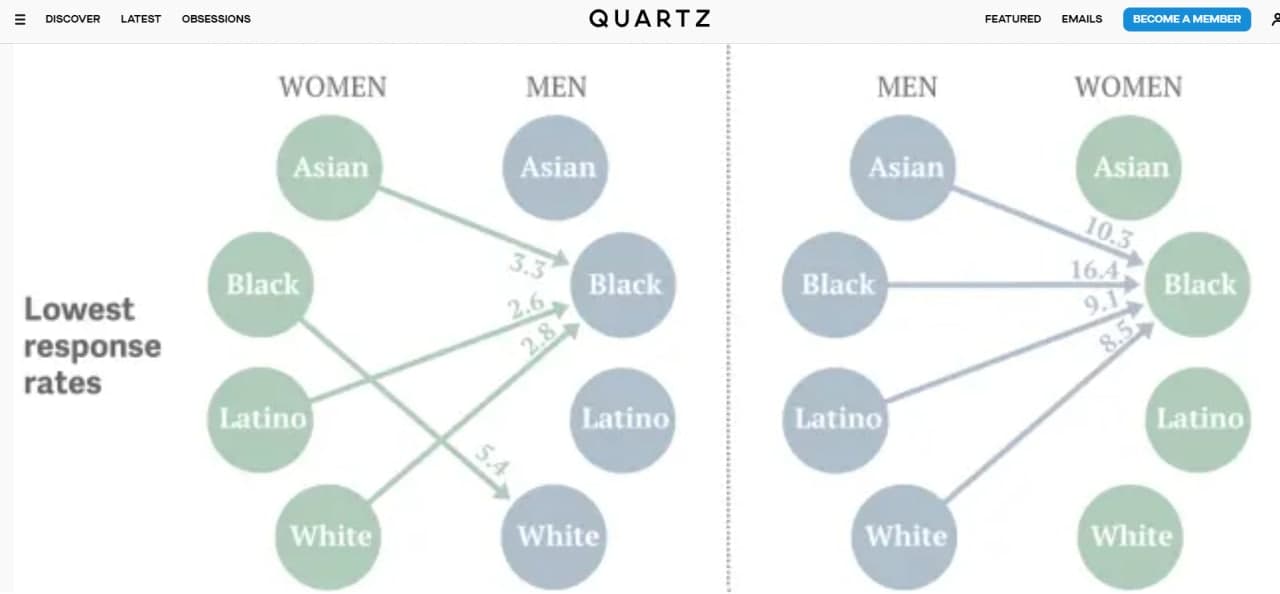 DISCOVER LATEST OBSESSIONS QUARTZ FEATURED EMAILS BECOME A MEMBER
WOMEN MEN MEN WOMEN
Asian Asian Asian Asian
10.3
3.3
16.4
Black Black Black Black
2.6 9.1
2.8 8.5
Lowest
response
rates
Latino Latino Latino Latino
5.4
White White White White